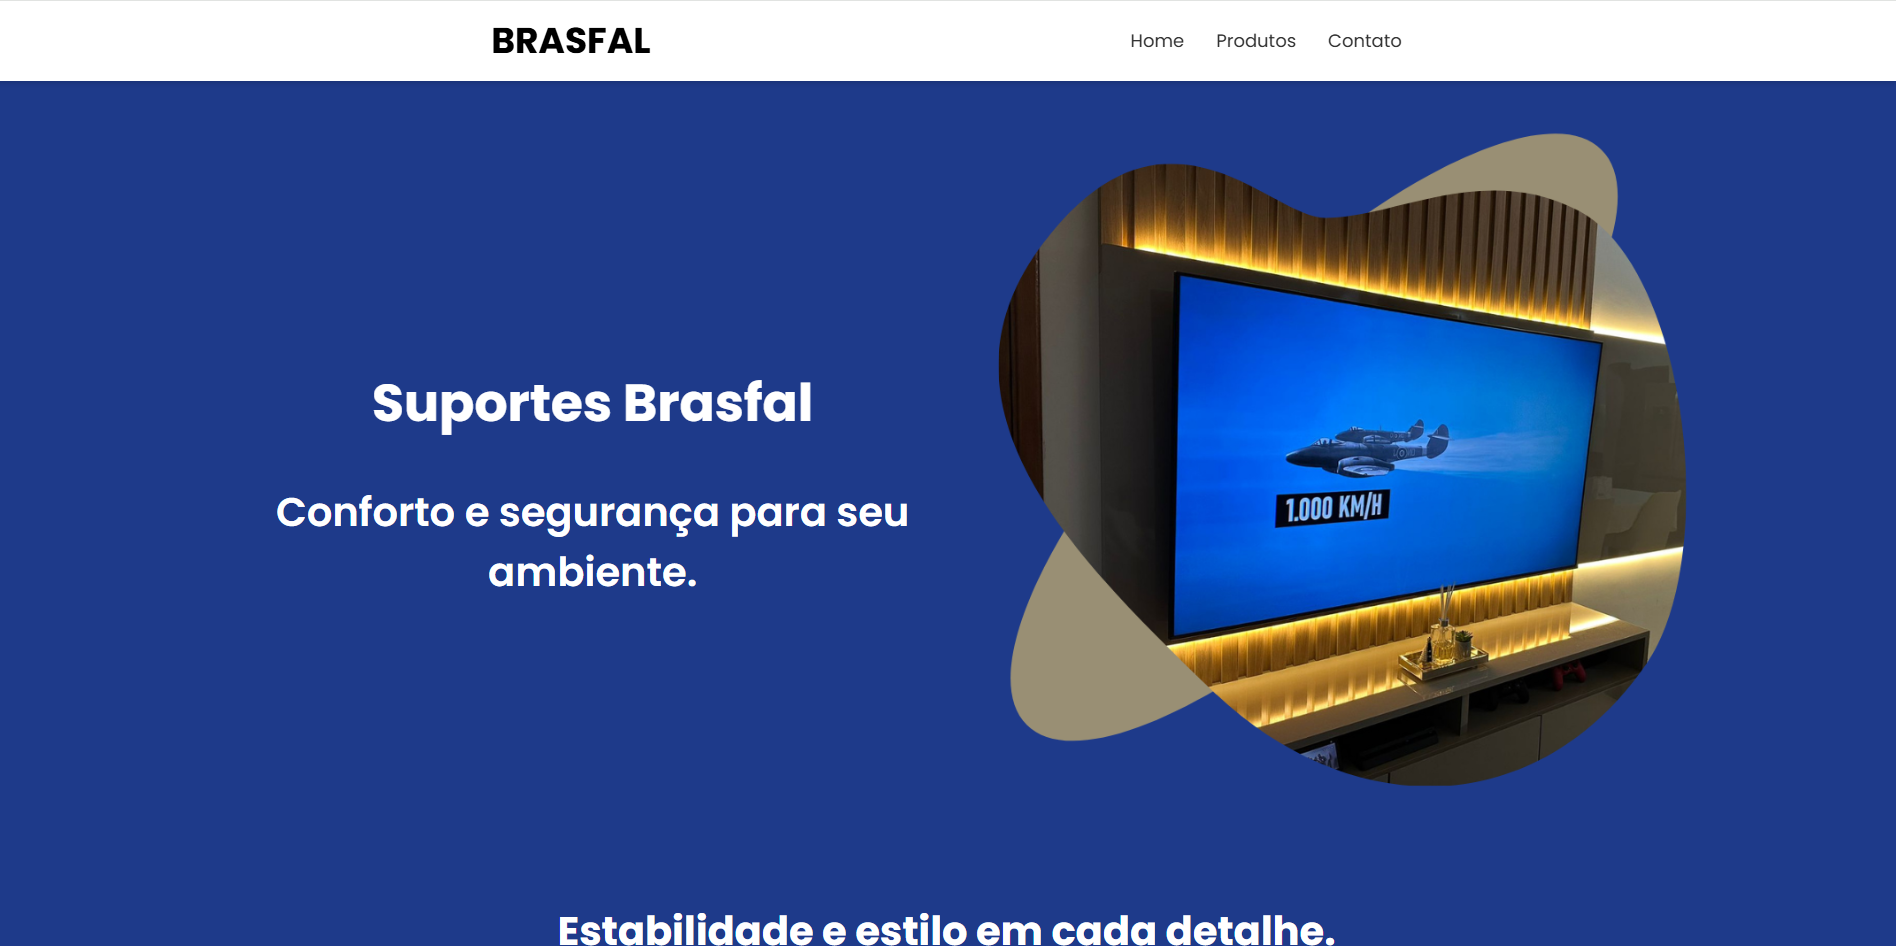 BRASFAL
Home Produtos Contato
Suportes Brasfal
Conforto e segurança para seu
ambiente.
1.000 KM/H
Estabilidade e estilo em cada detalhe.